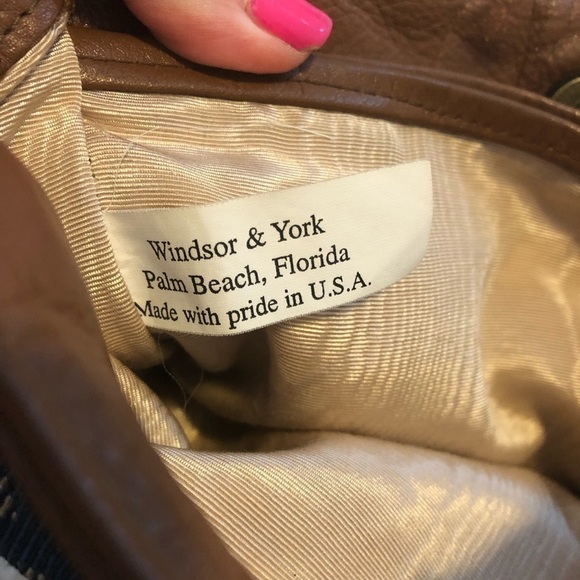 Windsor & York
Palm Beach, Florida
Made with pride in U.S.A.